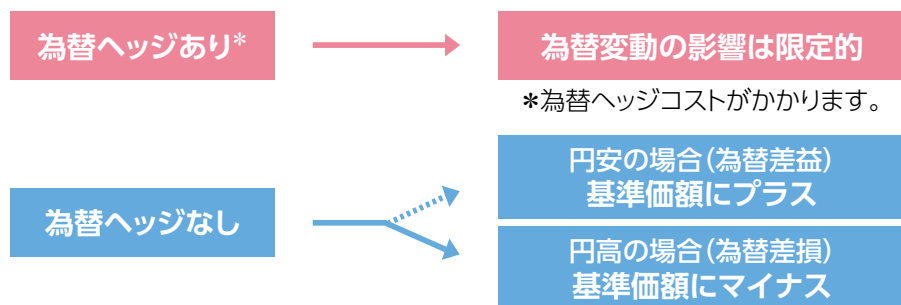 為替ヘッジあり*
為替変動の影響は限定的
*為替ヘッジコストがかかります。
為替ヘッジなし
円安の場合(為替差益)
基準価額にプラス
円高の場合(為替差損)
基準価額にマイナス